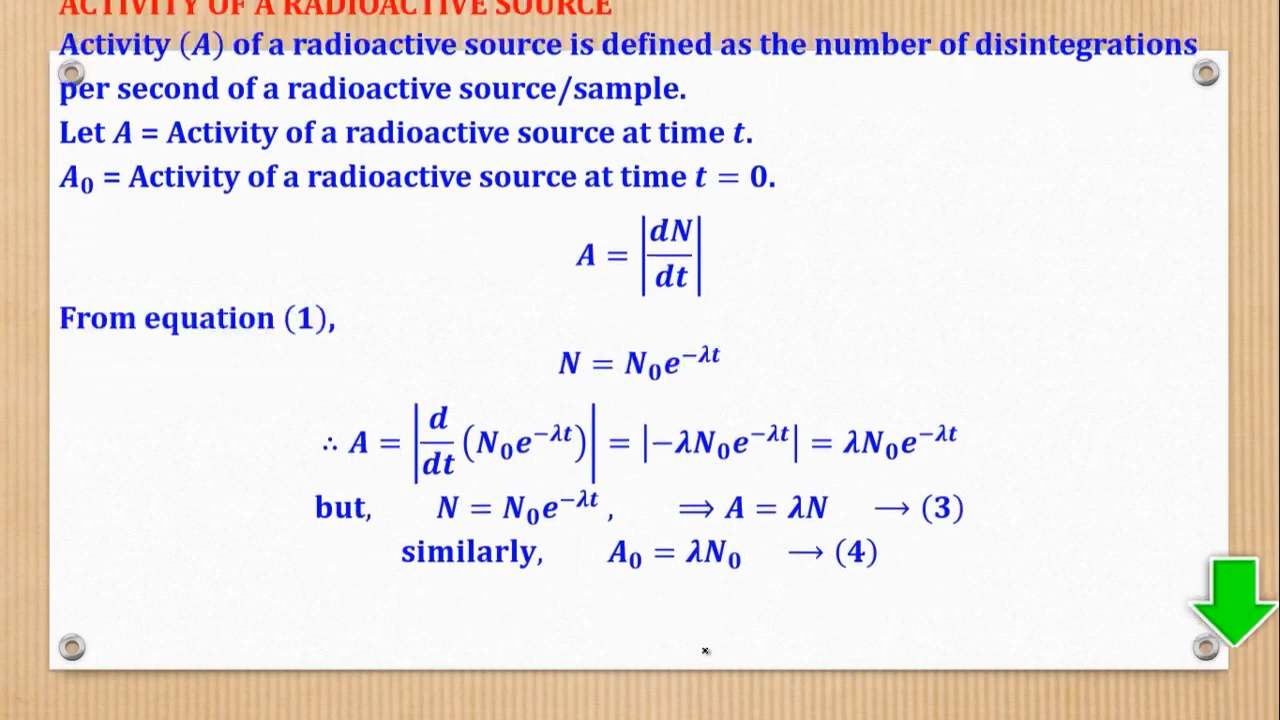 ACTIVITY OF A RADIOACTIVE SOURCE
Activity (A) of a radioactive source is defined as the number of disintegrations
per second of a radioactive source/sample.
Let A = Activity of a radioactive source at time t.
A₀ = Activity of a radioactive source at time t = 0.
A = |dN/dt|
From equation (1),
N = N₀e^{−λt}
∴ A = |d/dt (N₀e^{−λt})| = |−λN₀e^{−λt}| = λN₀e^{−λt}
but, N = N₀e^{−λt}, ⟹ A = λN → (3)
similarly, A₀ = λN₀ → (4)